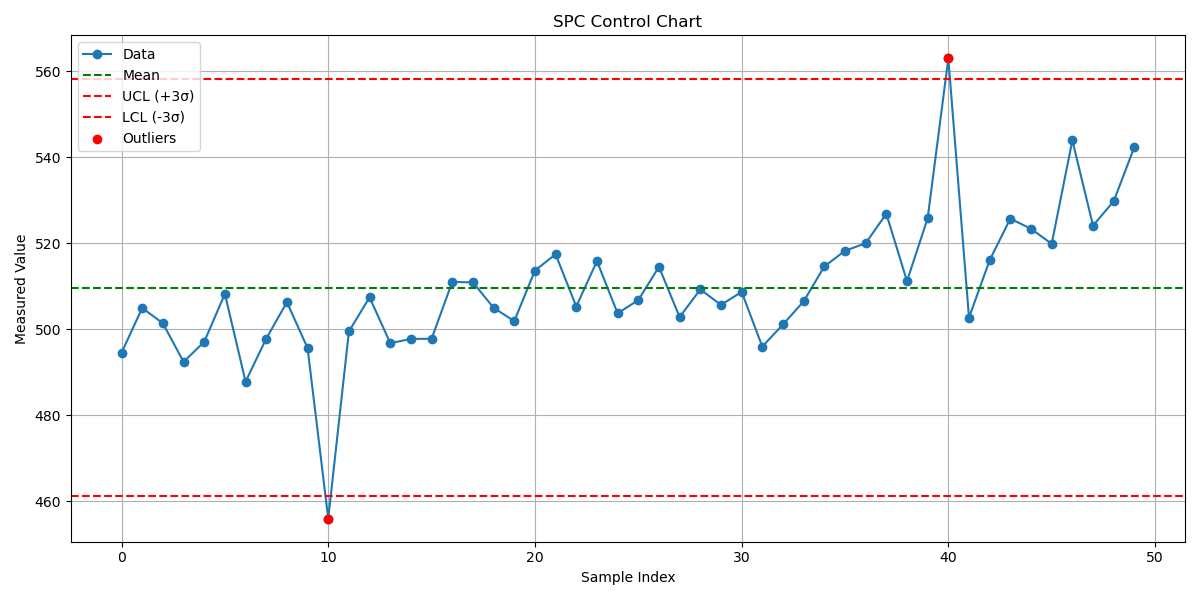 SPC Control Chart
Data
Mean
UCL (+3σ)
LCL (-3σ)
Outliers
Measured Value
560
540
520
500
480
460
0 10 20 30 40 50
Sample Index